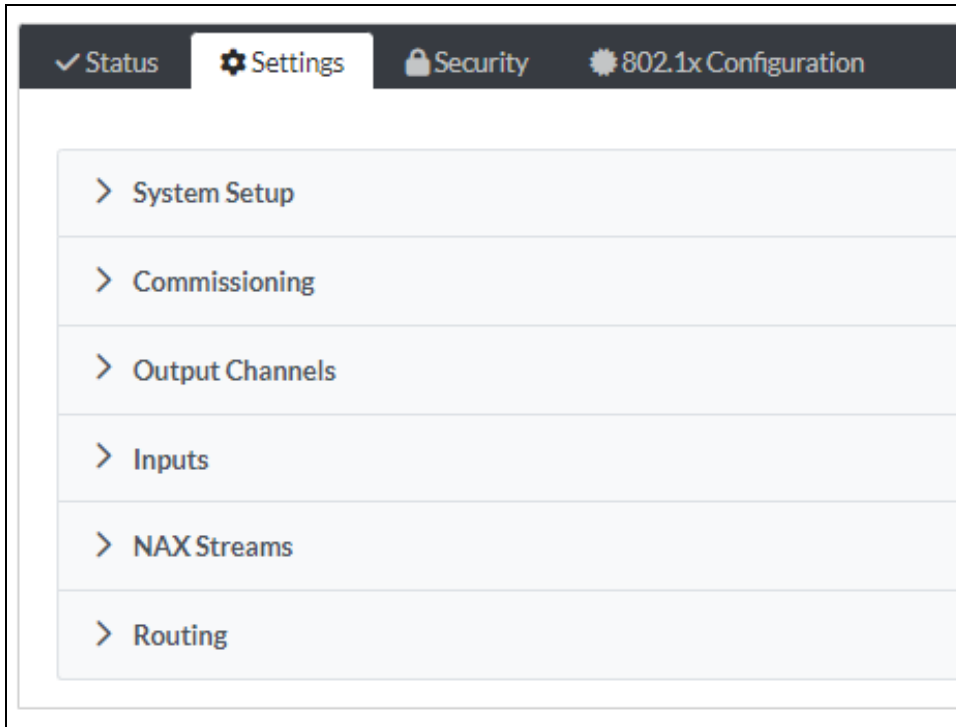 Status Settings Security 802.1x Configuration
System Setup
Commissioning
Output Channels
Inputs
NAX Streams
Routing